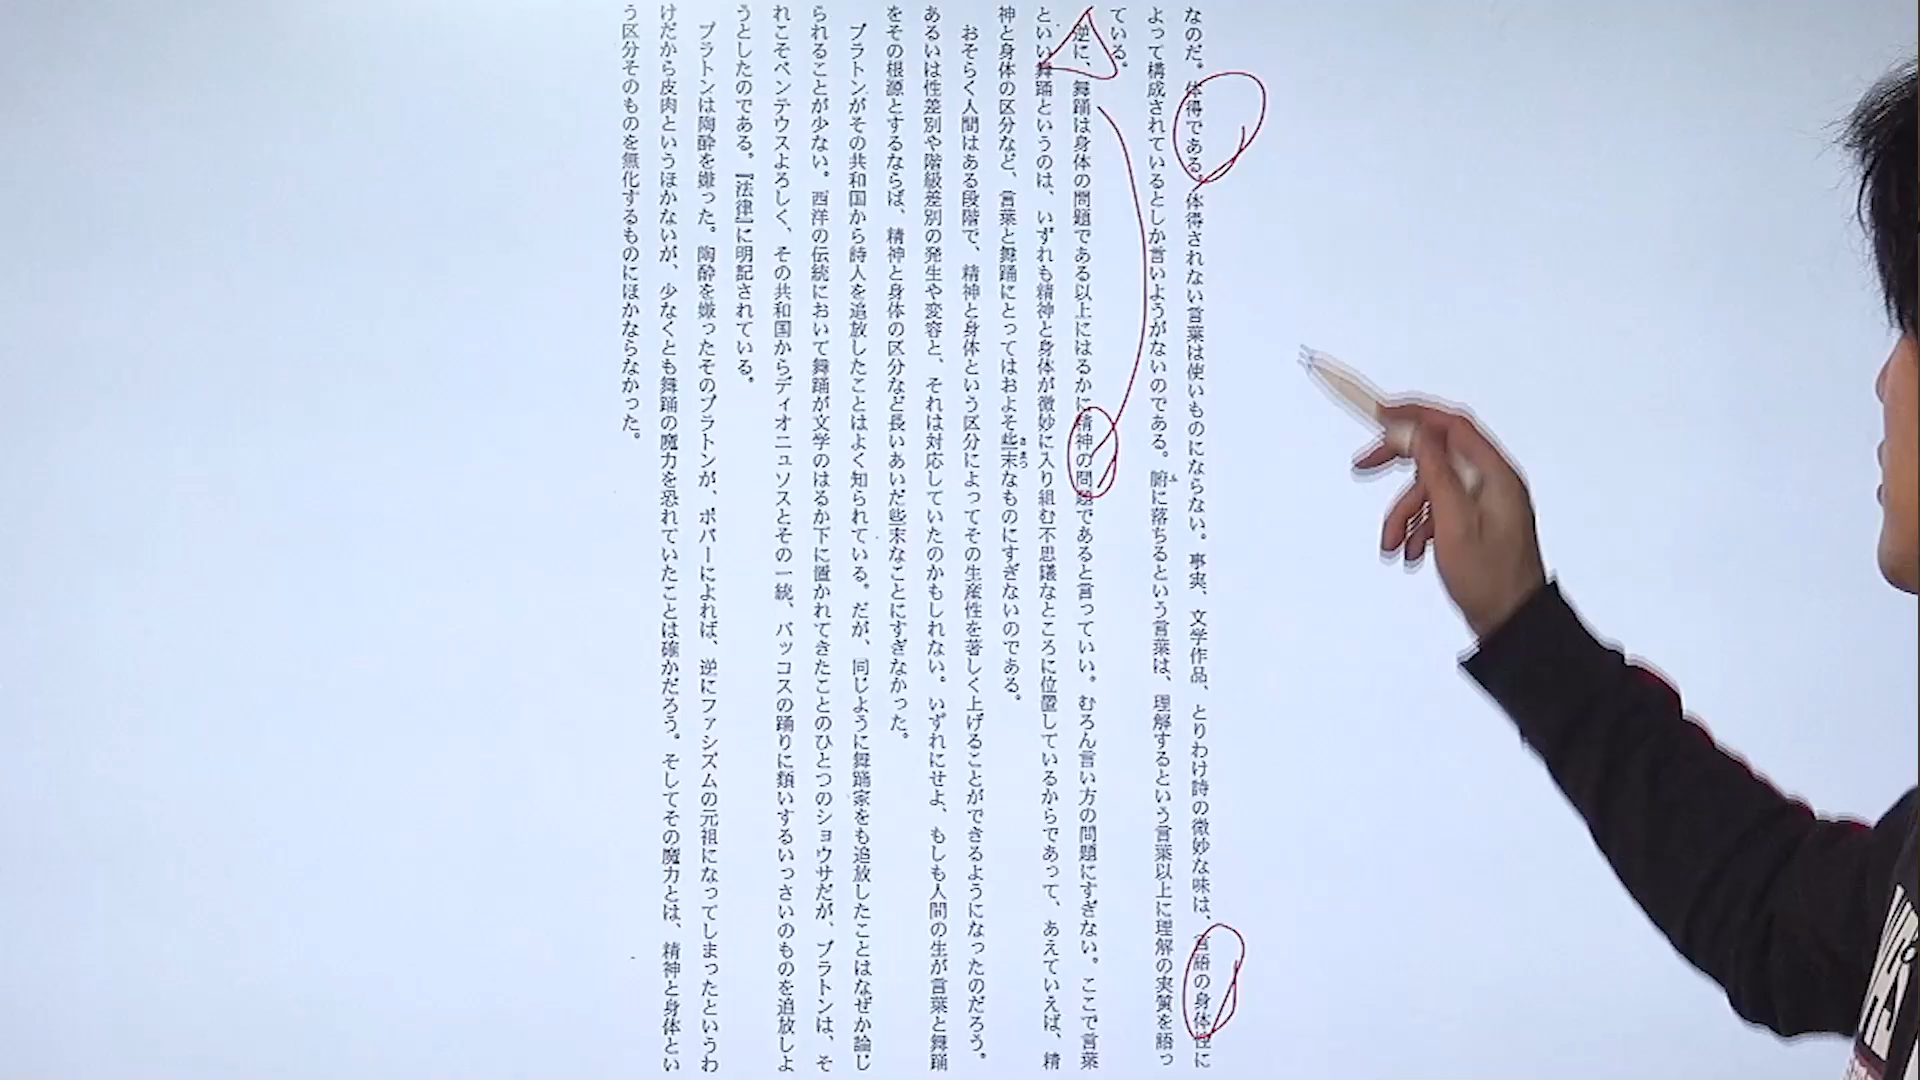 なのだ。体得である。体得されない言葉は使いものにならない。事実、文学作品、とりわけ詩の微妙な味は、言語の身体性に
よって構成されているとしか言いようがないのである。腑に落ちるという言葉は、理解するという言葉以上に理解の実質を語っ
ている。
逆に、舞踊は身体の問題である以上にはるかに精神の問題であると言っていい。むろん言い方の問題にすぎない。ここで言葉
といい舞踊というのは、いずれも精神と身体が微妙に入り組む不思議なところに位置しているからであって、あえていえば、精
神と身体の区分など、言葉と舞踊にとってはおよそ些末なものにすぎないのである。
おそらく人間はある段階で、精神と身体という区分によってその生産性を著しく上げることができるようになったのだろう。
あるいは性差別や階級差別の発生や変容と、それは対応していたのかもしれない。いずれにせよ、もしも人間の生が言葉と舞踊
をその根源とするならば、精神と身体の区分など長いあいだ些末なことにすぎなかった。
プラトンがその共和国から詩人を追放したことはよく知られている。だが、同じように舞踊家をも追放したことはなぜか論じ
られることが少ない。西洋の伝統において舞踊が文学のはるか下に置かれてきたことのひとつのショウサだが、プラトンは、そ
れこそペンテウスよろしく、その共和国からディオニュソスとその一統、バッコスの踊りに類いするいっさいのものを追放しよ
うとしたのである。『法律』に明記されている。
プラトンは陶酔を嫌った。陶酔を嫌ったそのプラトンが、ポパーによれば、逆にファシズムの元祖になってしまったというわ
けだから皮肉というほかないが、少なくとも舞踊の魔力を恐れていたことは確かだろう。そしてその魔力とは、精神と身体とい
う区分そのものを無化するものにほかならなかった。